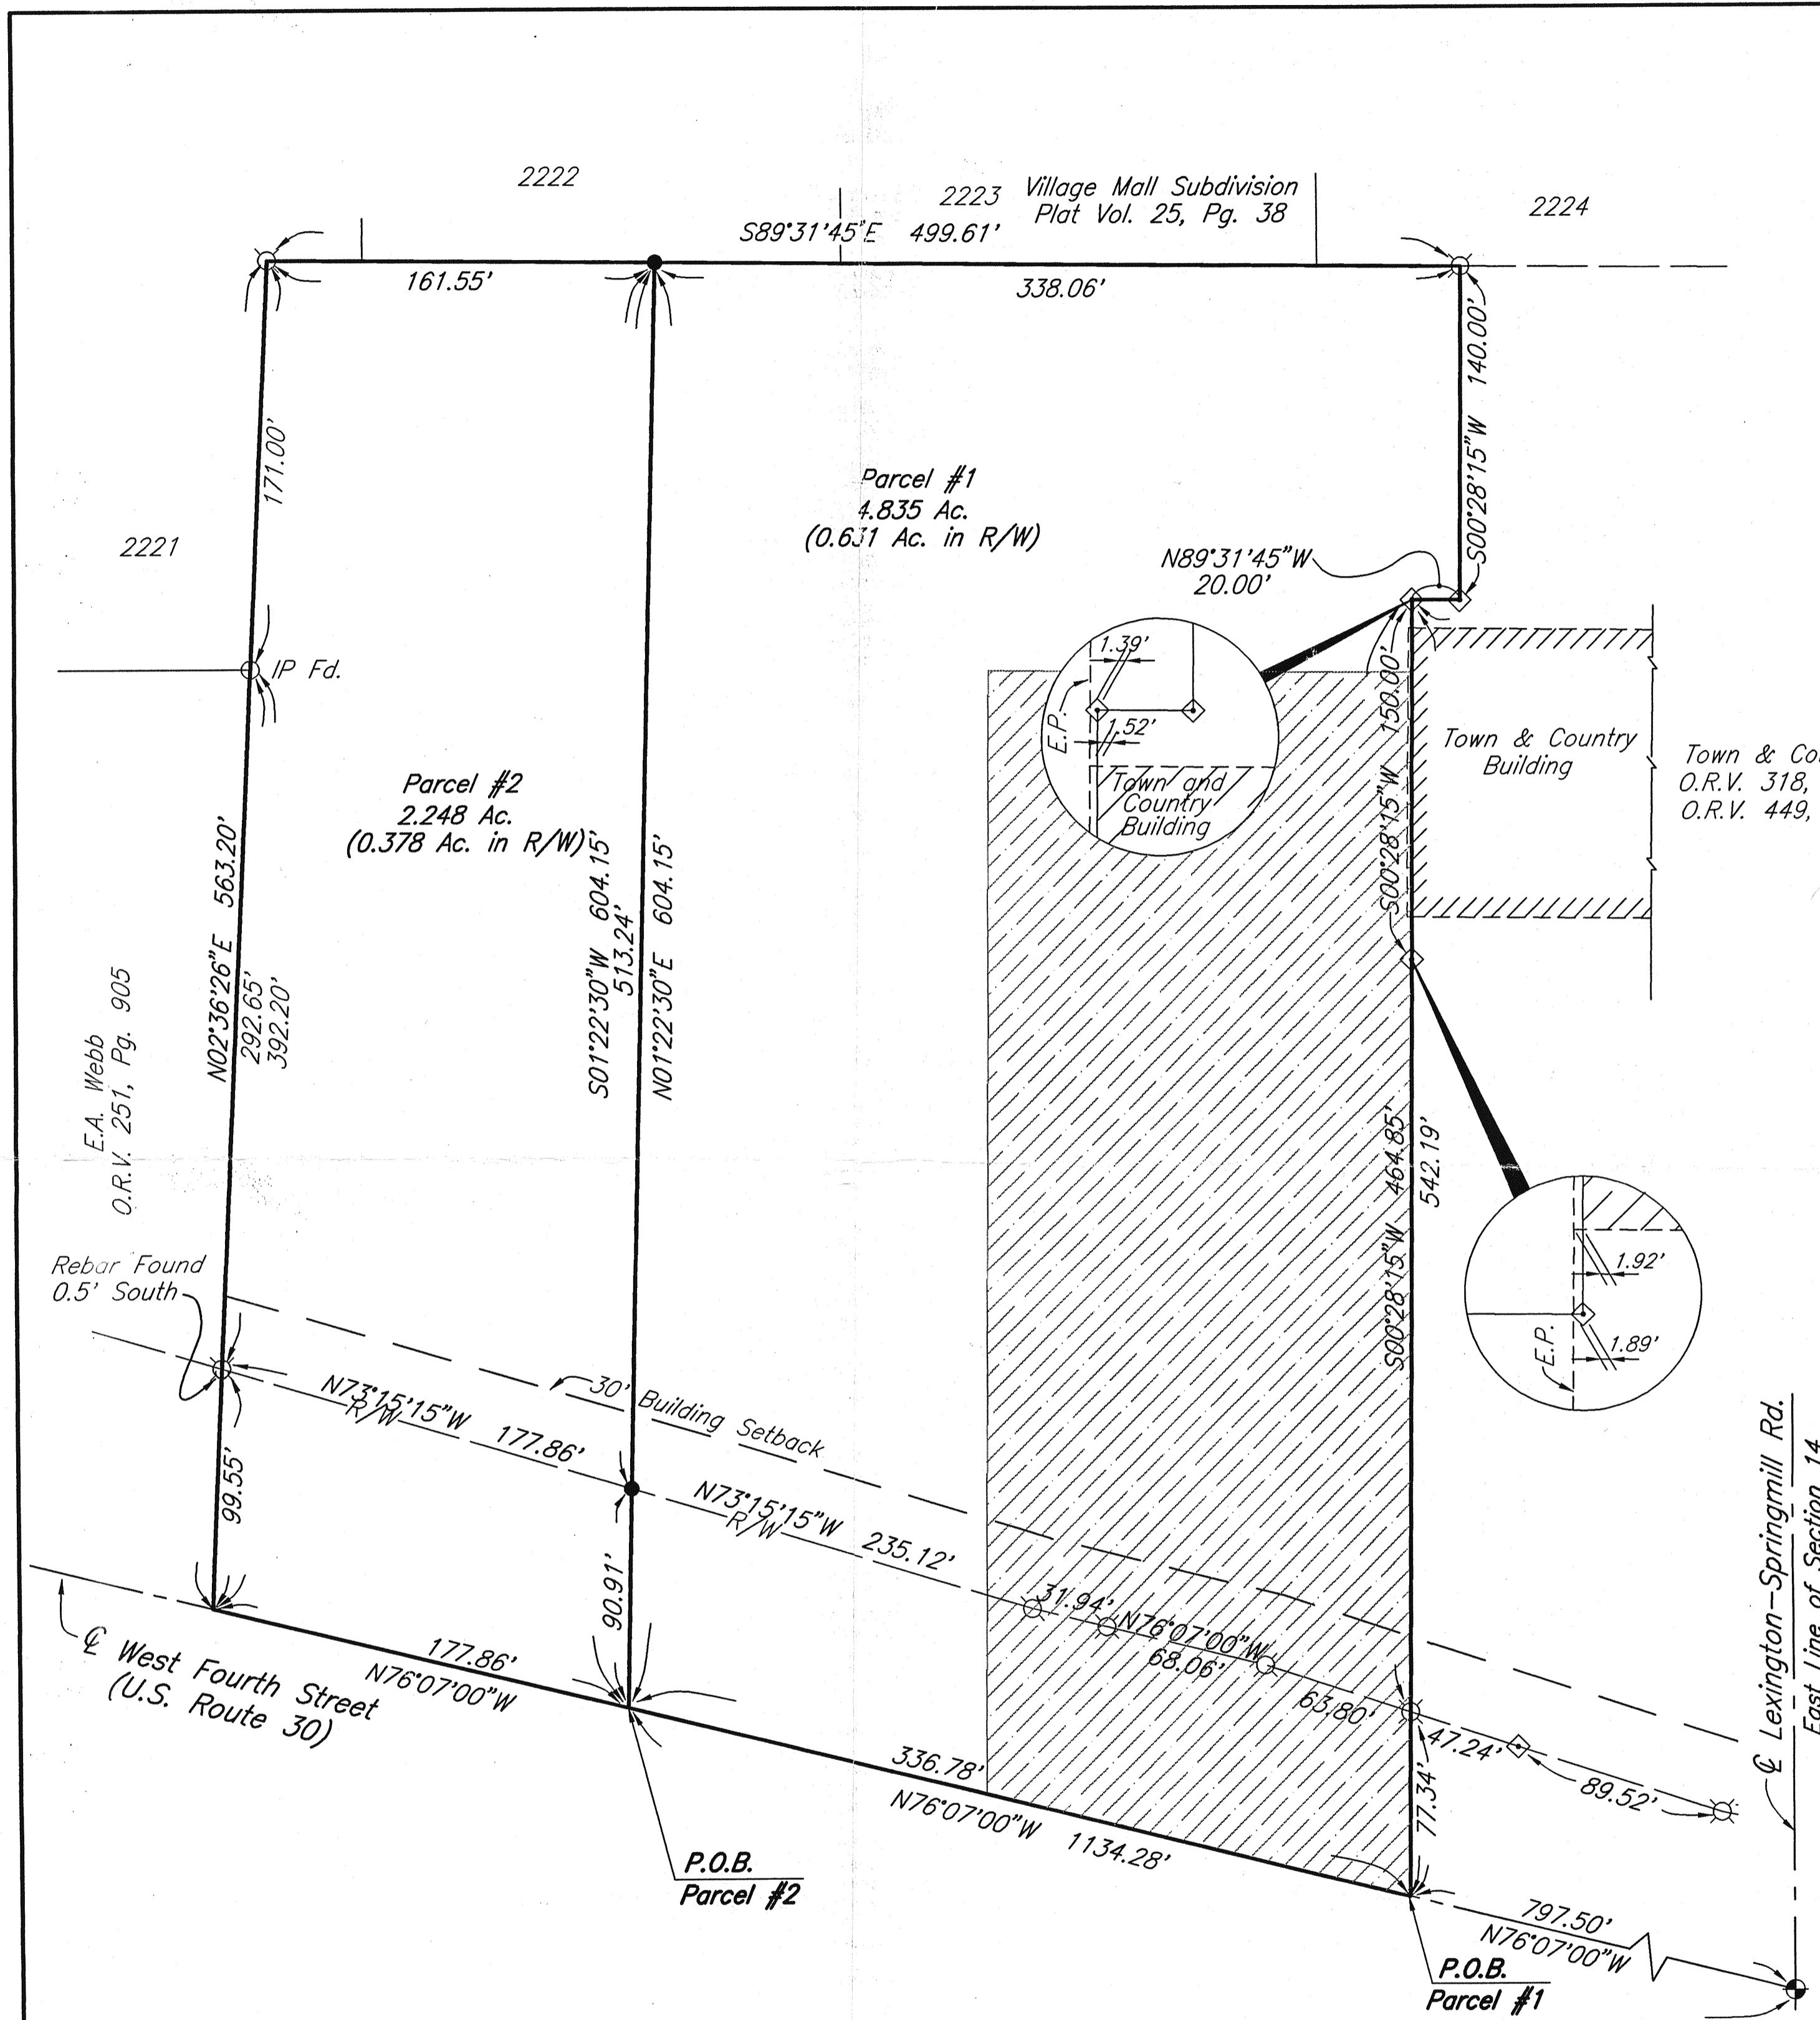 2222
2223
Village Mall Subdivision
Plat Vol. 25, Pg. 38
2224
S89°31'45"E 499.61'
161.55'
338.06'
140.00'
S00°28'15"W
171.00'
2221
IP Fd.
Parcel #1
4.835 Ac.
(0.631 Ac. in R/W)
N89°31'45"W
20.00'
1.39'
E.P.
1.52'
Town and
Country
Building
S00°28'15"W 150.00'
Town & Country
Building
Town & Co
O.R.V. 318,
O.R.V. 449,
Parcel #2
2.248 Ac.
(0.378 Ac. in R/W)
N02°36'26"E 563.20'
292.65'
392.20'
S01°22'30"W 604.15'
513.24'
N01°22'30"E 604.15'
E.A. Webb
O.R.V. 251, Pg. 905
S00°28'15"W 464.85'
542.19'
1.92'
E.P.
1.89'
Rebar Found
0.5' South
N73°15'15"W 177.86'
R/W
30' Building Setback
N73°15'15"W 235.12'
R/W
99.55'
90.91'
31.94'
N76°07'00"W
68.06'
63.80'
47.24'
89.52'
77.34'
℄ Lexington-Springmill Rd.
East Line of Section 14
℄ West Fourth Street
(U.S. Route 30)
177.86'
N76°07'00"W
336.78'
N76°07'00"W 1134.28'
P.O.B.
Parcel #2
797.50'
N76°07'00"W
P.O.B.
Parcel #1